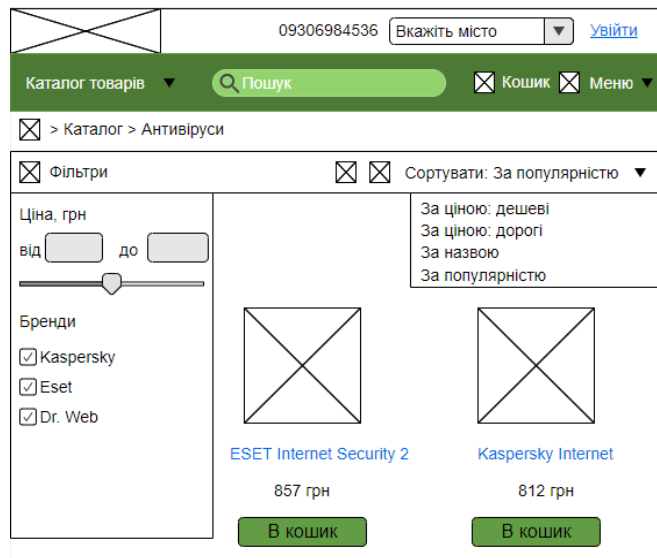 09306984536 Вкажіть місто Увійти
Каталог товарів Пошук Кошик Меню
> Каталог > Антивіруси
Фільтри Сортувати: За популярністю
За ціною: дешеві
За ціною: дорогі
За назвою
За популярністю
Ціна, грн
від до
Бренди
Kaspersky
Eset
Dr. Web
ESET Internet Security 2 Kaspersky Internet
857 грн 812 грн
В кошик В кошик